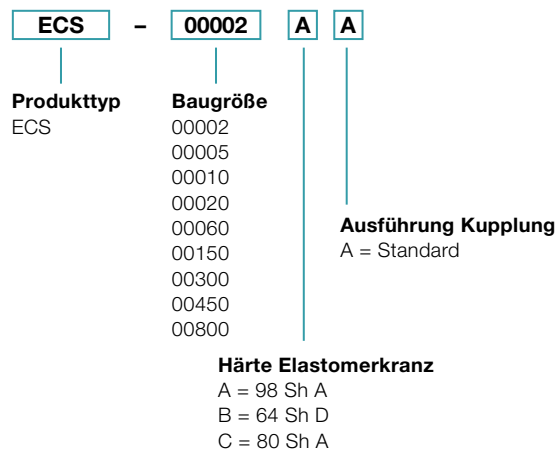 ECS – 00002 A A
Produkttyp
ECS
Baugröße
00002
00005
00010
00020
00060
00150
00300
00450
00800
Ausführung Kupplung
A = Standard
Härte Elastomerkranz
A = 98 Sh A
B = 64 Sh D
C = 80 Sh A